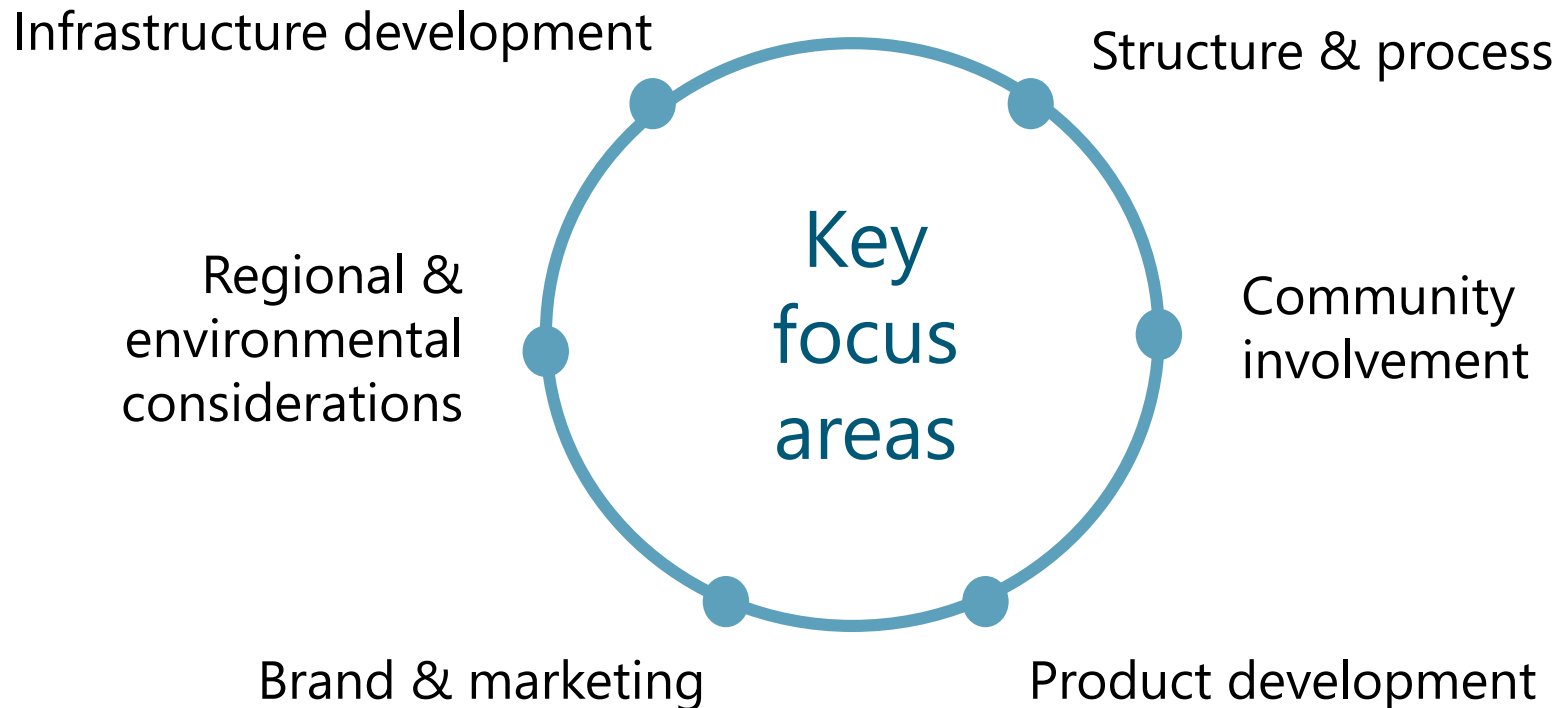 Infrastructure development
Structure & process
Key
focus
areas
Regional &
environmental
considerations
Community
involvement
Brand & marketing
Product development